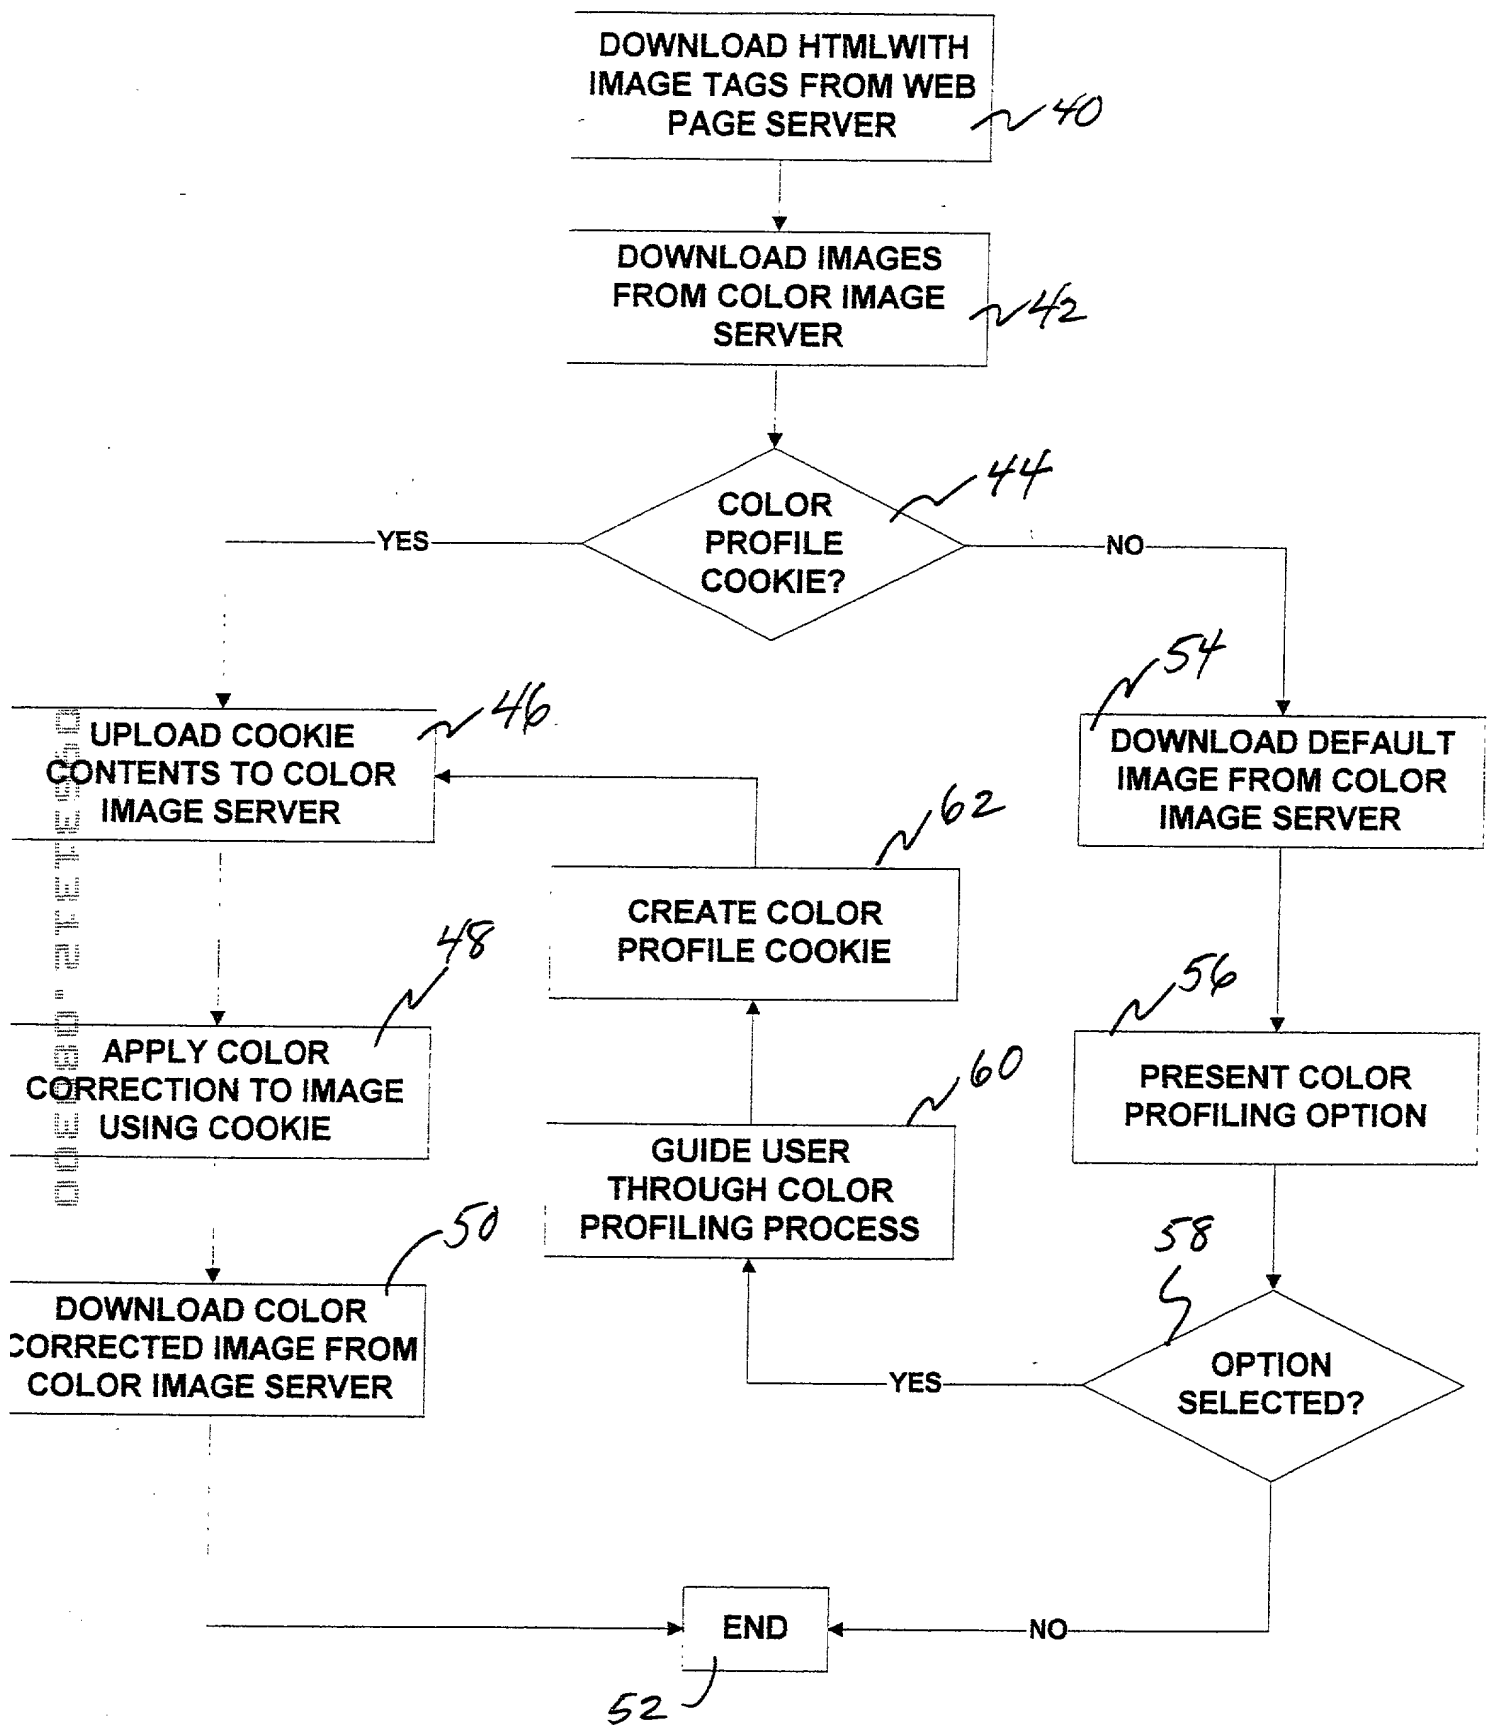 DOWNLOAD HTMLWITH
IMAGE TAGS FROM WEB
PAGE SERVER
40
DOWNLOAD IMAGES
FROM COLOR IMAGE
SERVER
42
COLOR
PROFILE
COOKIE?
44
YES
NO
UPLOAD COOKIE
CONTENTS TO COLOR
IMAGE SERVER
46
54
DOWNLOAD DEFAULT
IMAGE FROM COLOR
IMAGE SERVER
62
CREATE COLOR
PROFILE COOKIE
48
APPLY COLOR
CORRECTION TO IMAGE
USING COOKIE
56
PRESENT COLOR
PROFILING OPTION
60
GUIDE USER
THROUGH COLOR
PROFILING PROCESS
50
DOWNLOAD COLOR
CORRECTED IMAGE FROM
COLOR IMAGE SERVER
58
OPTION
SELECTED?
YES
NO
END
52